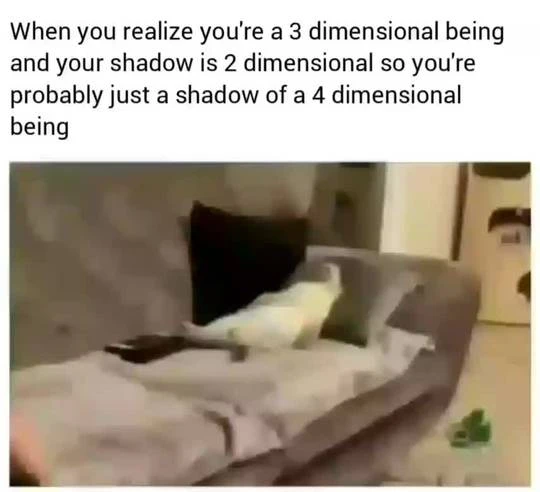 When you realize you're a 3 dimensional being
and your shadow is 2 dimensional so you're
probably just a shadow of a 4 dimensional
being